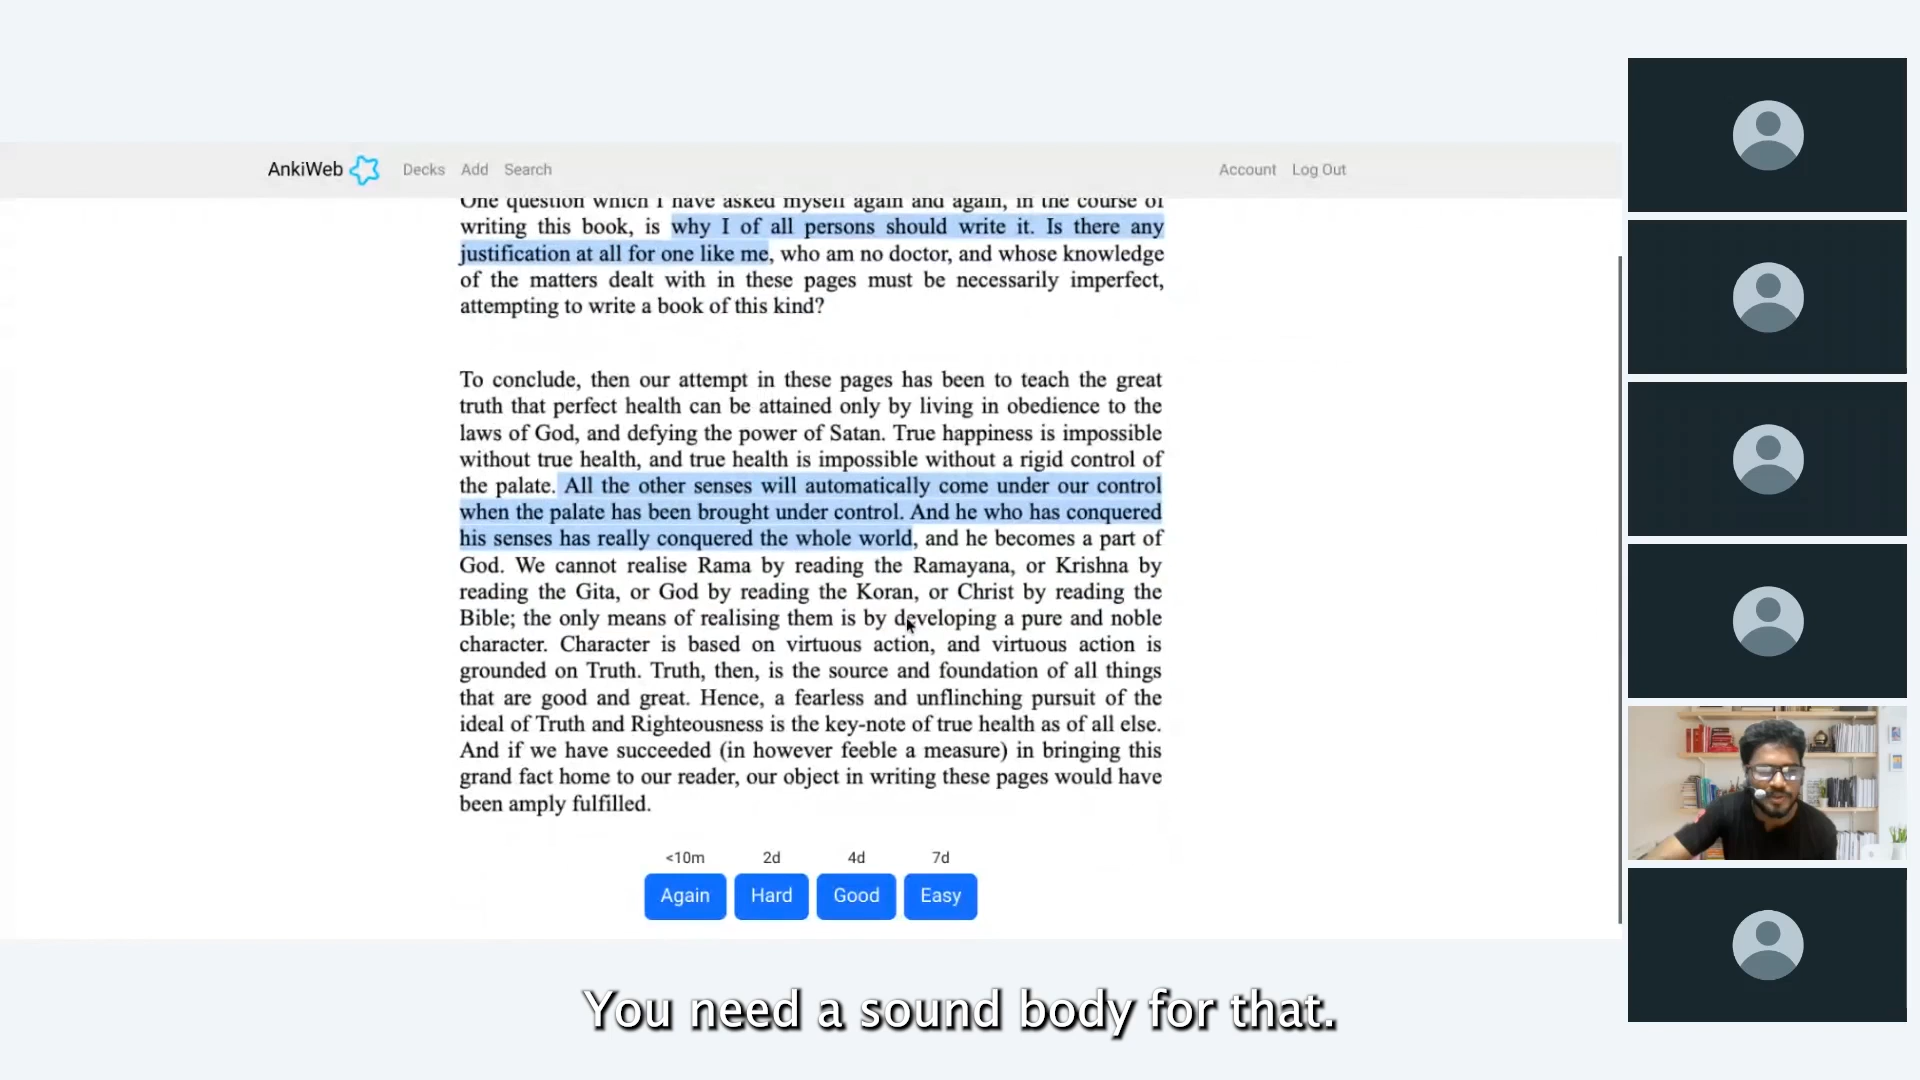 AnkiWeb Decks Add Search Account Log Out
One question which I have asked myself again and again, in the course of
writing this book, is why I of all persons should write it. Is there any
justification at all for one like me, who am no doctor, and whose knowledge
of the matters dealt with in these pages must be necessarily imperfect,
attempting to write a book of this kind?
To conclude, then our attempt in these pages has been to teach the great
truth that perfect health can be attained only by living in obedience to the
laws of God, and defying the power of Satan. True happiness is impossible
without true health, and true health is impossible without a rigid control of
the palate. All the other senses will automatically come under our control
when the palate has been brought under control. And he who has conquered
his senses has really conquered the whole world, and he becomes a part of
God. We cannot realise Rama by reading the Ramayana, or Krishna by
reading the Gita, or God by reading the Koran, or Christ by reading the
Bible; the only means of realising them is by developing a pure and noble
character. Character is based on virtuous action, and virtuous action is
grounded on Truth. Truth, then, is the source and foundation of all things
that are good and great. Hence, a fearless and unflinching pursuit of the
ideal of Truth and Righteousness is the key-note of true health as of all else.
And if we have succeeded (in however feeble a measure) in bringing this
grand fact home to our reader, our object in writing these pages would have
been amply fulfilled.
<10m 2d 4d 7d
Again Hard Good Easy
You need a sound body for that.